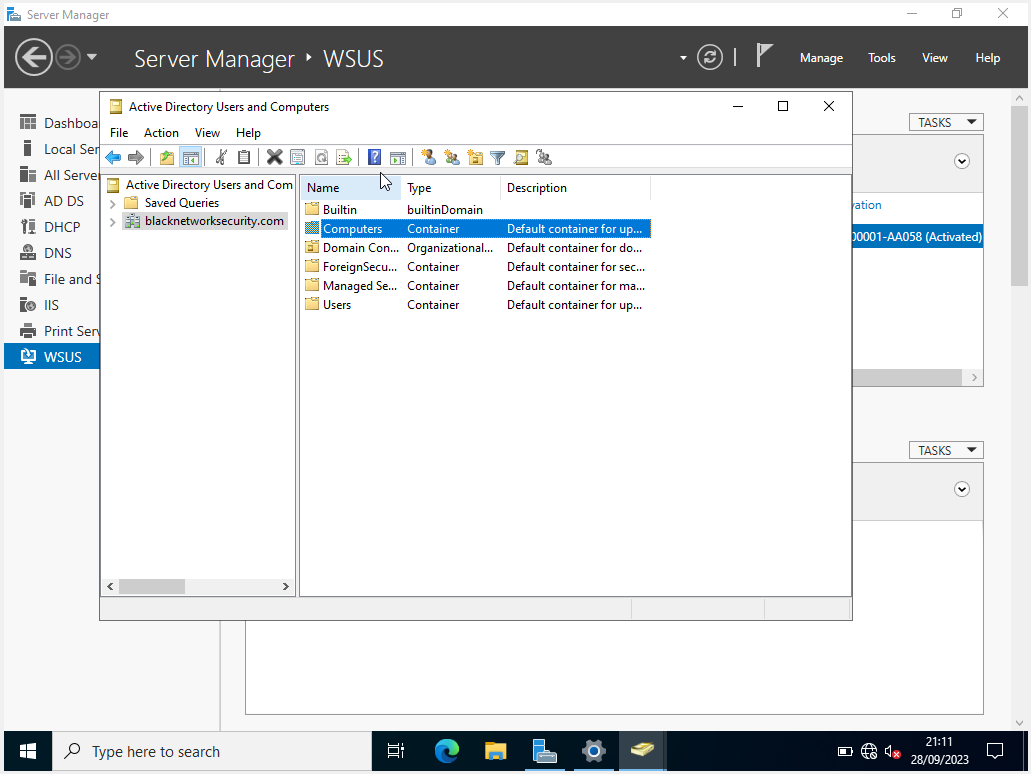 Server Manager
Server Manager • WSUS
Manage Tools View Help
Dashboa
Local Ser
All Server
AD DS
DHCP
DNS
File and S
IIS
Print Serv
WSUS
TASKS
vation
00001-AA058 (Activated)
TASKS
Active Directory Users and Computers
File Action View Help
Active Directory Users and Com
Saved Queries
blacknetworksecurity.com
Name Type Description
Builtin builtinDomain
Computers Container Default container for up...
Domain Con... Organizational... Default container for do...
ForeignSecu... Container Default container for sec...
Managed Se... Container Default container for ma...
Users Container Default container for up...
Type here to search
21:11
28/09/2023